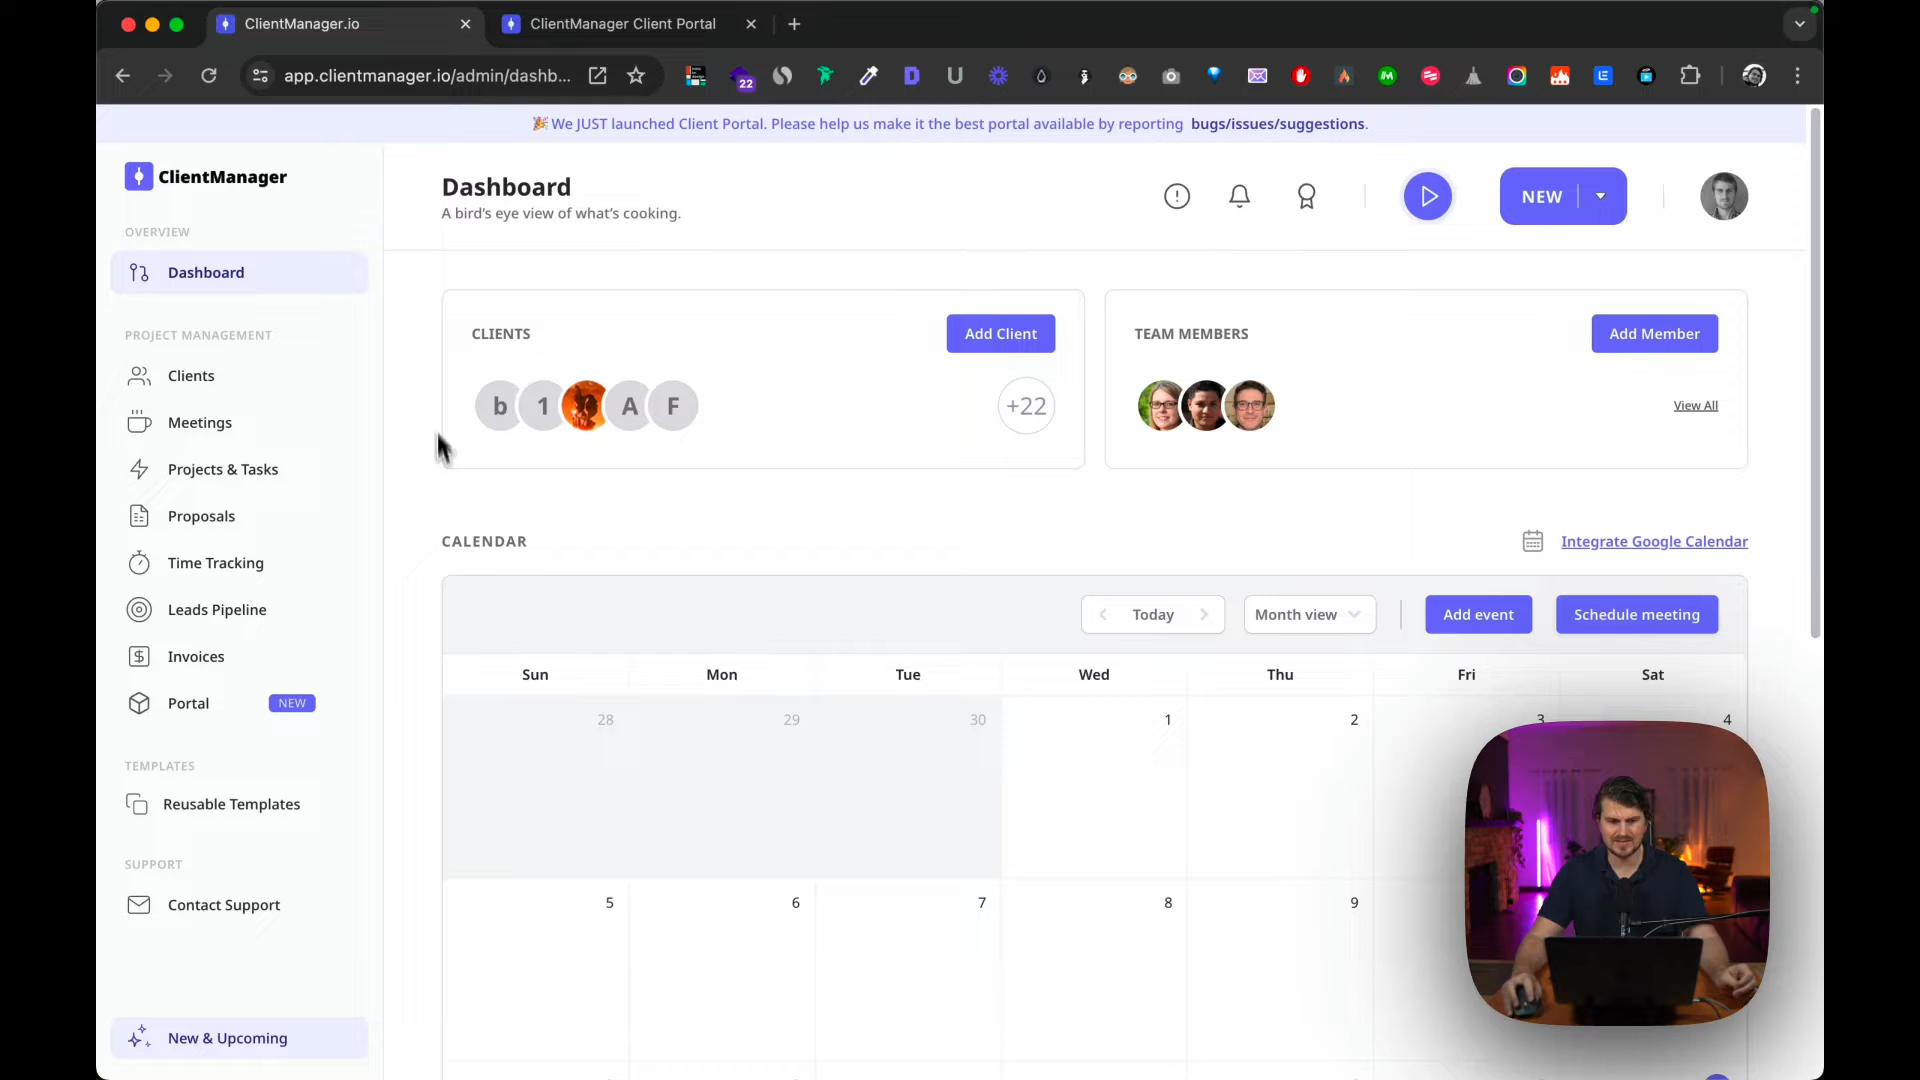 ClientManager.io
ClientManager Client Portal
app.clientmanager.io/admin/dashb...
22
🎉 We JUST launched Client Portal. Please help us make it the best portal available by reporting bugs/issues/suggestions.
ClientManager
OVERVIEW
Dashboard
PROJECT MANAGEMENT
Clients
Meetings
Projects & Tasks
Proposals
Time Tracking
Leads Pipeline
Invoices
Portal NEW
TEMPLATES
Reusable Templates
SUPPORT
Contact Support
New & Upcoming
Dashboard
A bird's eye view of what's cooking.
NEW
CLIENTS
Add Client
b 1 A F
+22
TEAM MEMBERS
Add Member
View All
CALENDAR
Integrate Google Calendar
Today
Month view
Add event
Schedule meeting
Sun Mon Tue Wed Thu Fri Sat
28 29 30 1 2 3 4
5 6 7 8 9